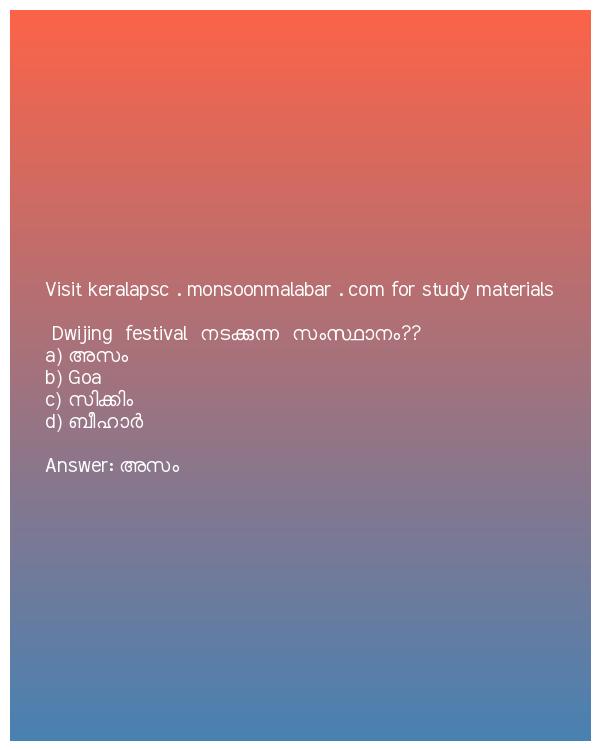 Visit keralapsc . monsoonmalabar . com for study materials
Dwijing festival നടക്കുന്ന സംസ്ഥാനം??
a) അസം
b) Goa
c) സിക്കിം
d) ബീഹാർ
Answer: അസം